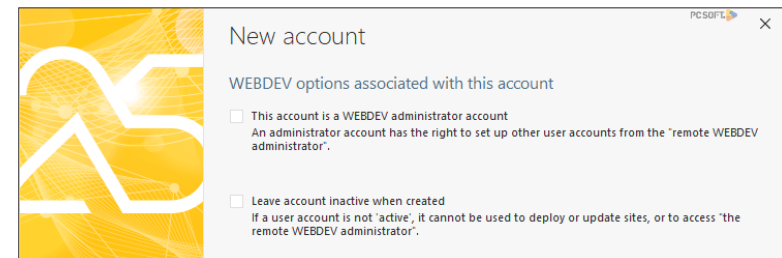 PC SOFT
New account
WEBDEV options associated with this account
This account is a WEBDEV administrator account
An administrator account has the right to set up other user accounts from the "remote WEBDEV
administrator".
Leave account inactive when created
If a user account is not 'active', it cannot be used to deploy or update sites, or to access "the
remote WEBDEV administrator".